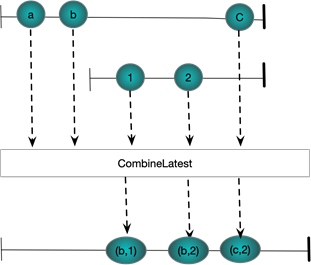 a b C
1 2
CombineLatest
(b,1) (b,2) (c,2)